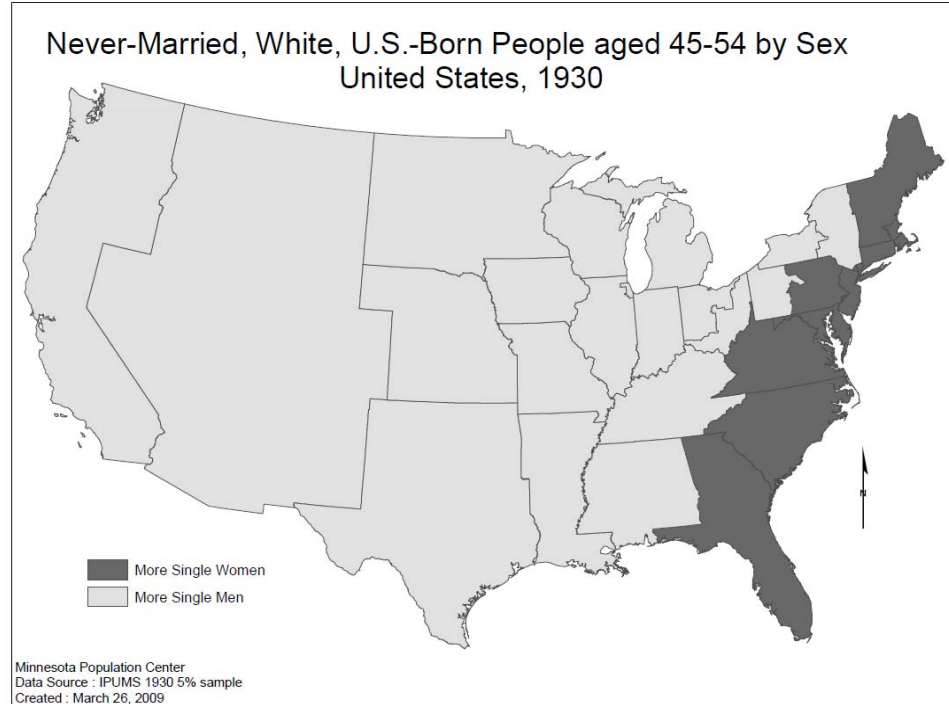 Never-Married, White, U.S.-Born People aged 45-54 by Sex
United States, 1930
N
More Single Women
More Single Men
Minnesota Population Center
Data Source : IPUMS 1930 5% sample
Created : March 26, 2009